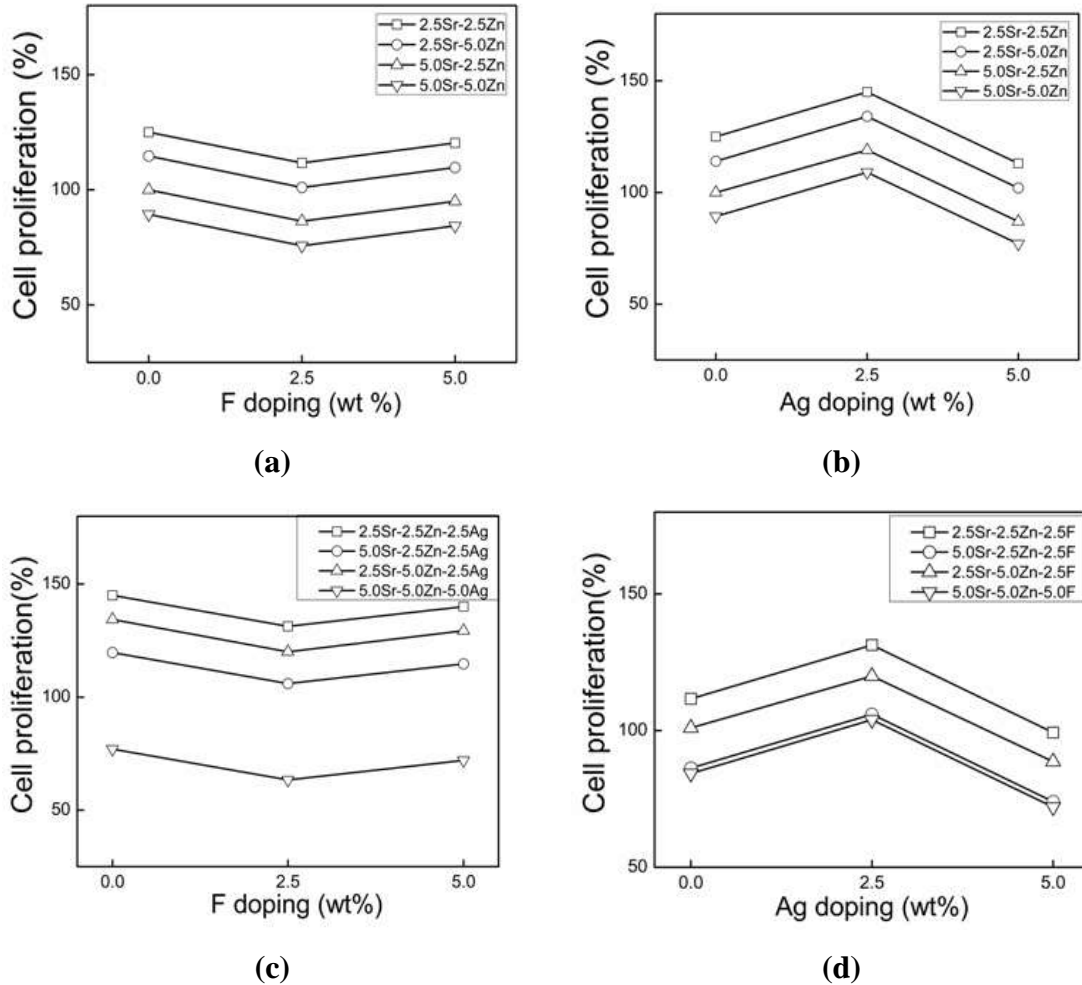 2.5Sr-2.5Zn
2.5Sr-5.0Zn
5.0Sr-2.5Zn
5.0Sr-5.0Zn
Cell proliferation (%)
150
100
50
0.0 2.5 5.0
F doping (wt %)
(a)
2.5Sr-2.5Zn
2.5Sr-5.0Zn
5.0Sr-2.5Zn
5.0Sr-5.0Zn
Cell proliferation (%)
150
100
50
0.0 2.5 5.0
Ag doping (wt %)
(b)
2.5Sr-2.5Zn-2.5Ag
5.0Sr-2.5Zn-2.5Ag
2.5Sr-5.0Zn-2.5Ag
5.0Sr-5.0Zn-5.0Ag
Cell proliferation(%)
150
100
50
0.0 2.5 5.0
F doping (wt%)
(c)
2.5Sr-2.5Zn-2.5F
5.0Sr-2.5Zn-2.5F
2.5Sr-5.0Zn-2.5F
5.0Sr-5.0Zn-5.0F
Cell proliferation(%)
150
100
50
0.0 2.5 5.0
Ag doping (wt%)
(d)